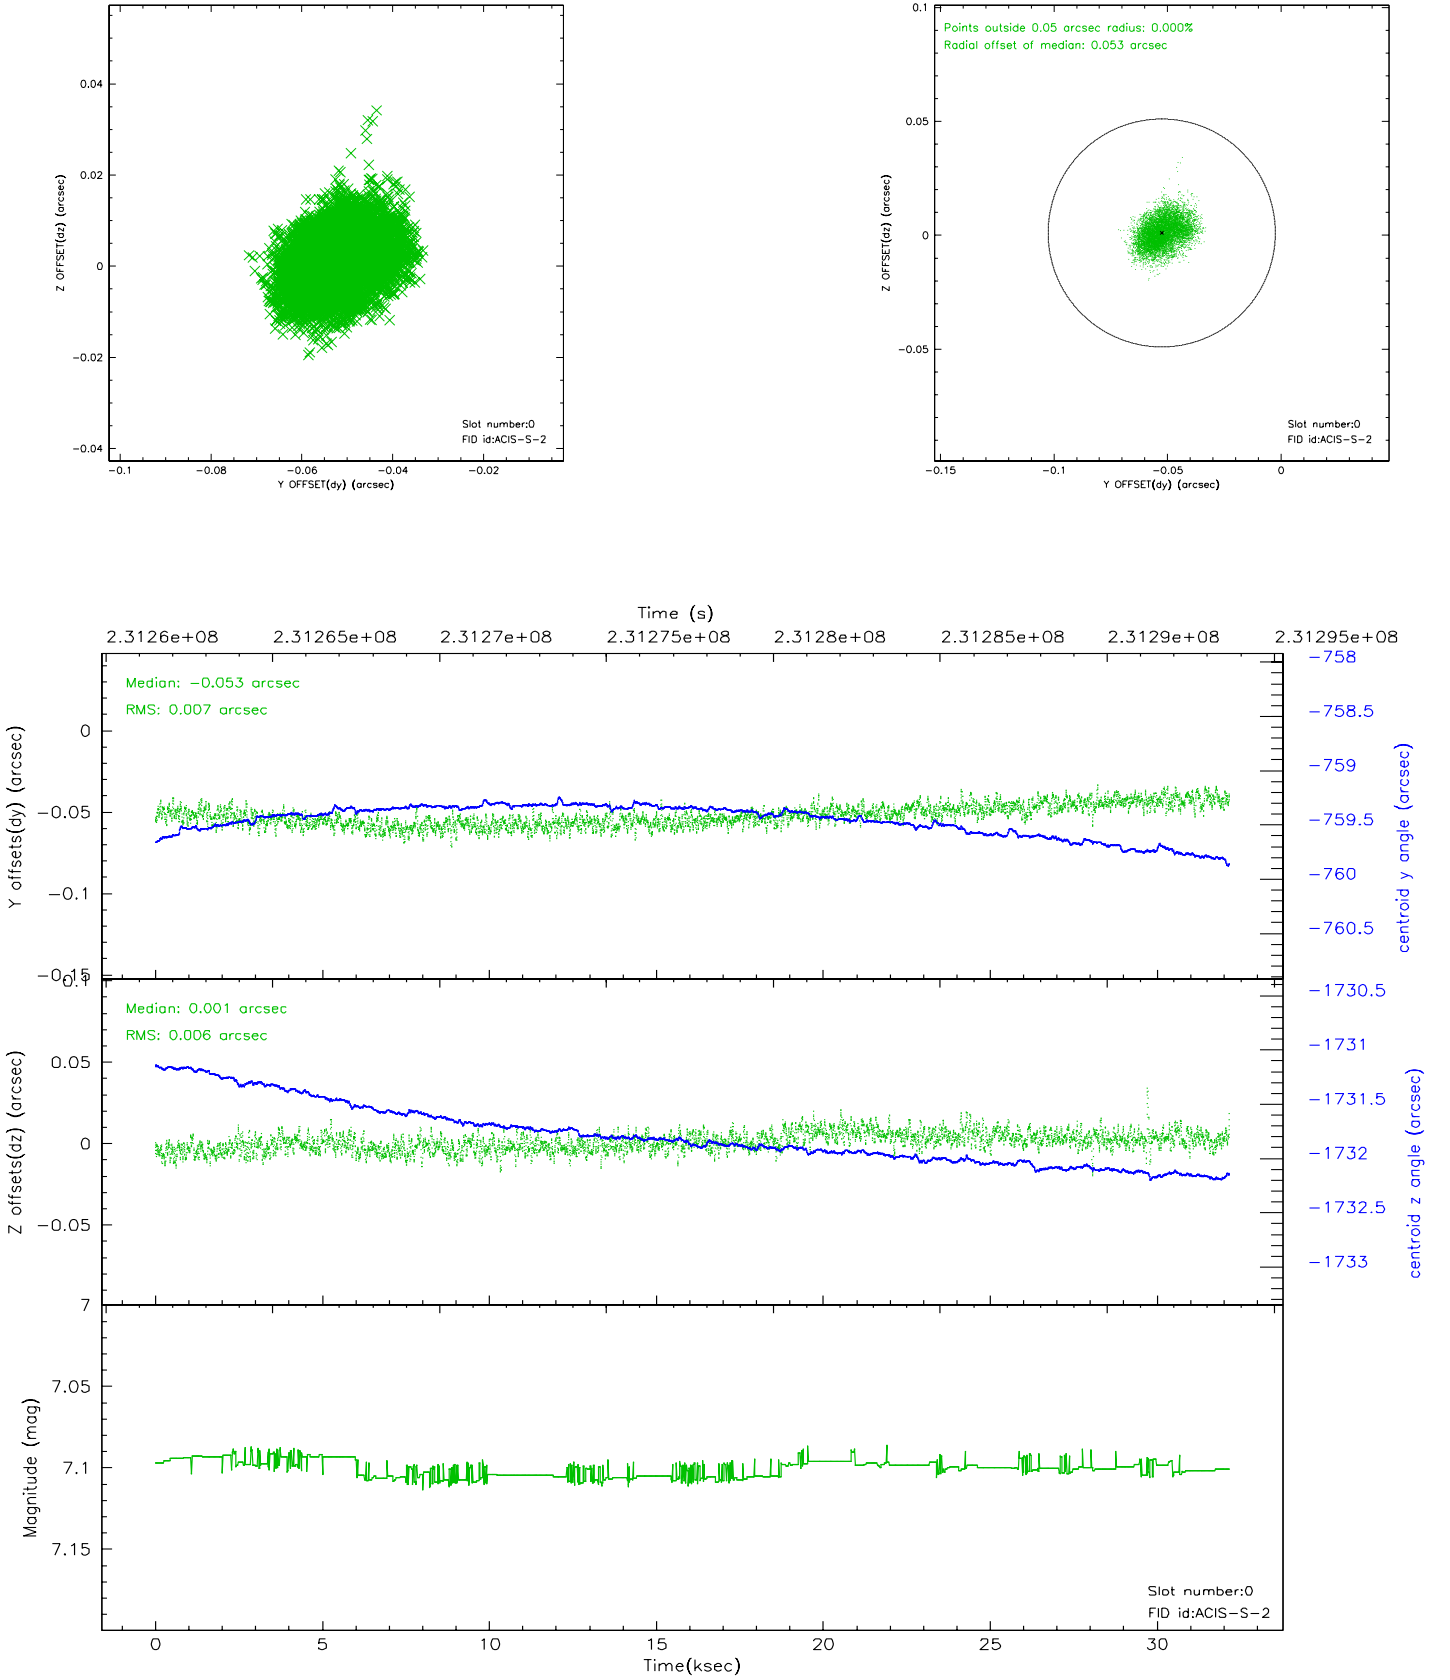 0.04
0.02
0
−0.02
−0.04
Z OFFSET(dz) (arcsec)
Slot number:0
FID id:ACIS−S−2
−0.1 −0.08 −0.06 −0.04 −0.02
Y OFFSET(dy) (arcsec)
0.1
Points outside 0.05 arcsec radius: 0.000%
Radial offset of median: 0.053 arcsec
0.05
0
−0.05
Z OFFSET(dz) (arcsec)
Slot number:0
FID id:ACIS−S−2
−0.15 −0.1 −0.05 0
Y OFFSET(dy) (arcsec)
Time (s)
2.3126e+08 2.31265e+08 2.3127e+08 2.31275e+08 2.3128e+08 2.31285e+08 2.3129e+08 2.31295e+08
Median: −0.053 arcsec
RMS: 0.007 arcsec
0
−0.05
−0.1
−0.15
Y offsets(dy) (arcsec)
−758
−758.5
−759
−759.5
−760
−760.5
centroid y angle (arcsec)
0.1
Median: 0.001 arcsec
RMS: 0.006 arcsec
0.05
0
−0.05
Z offsets(dz) (arcsec)
−1730.5
−1731
−1731.5
−1732
−1732.5
−1733
centroid z angle (arcsec)
7
7.05
7.1
7.15
Magnitude (mag)
Slot number:0
FID id:ACIS−S−2
0 5 10 15 20 25 30
Time(ksec)